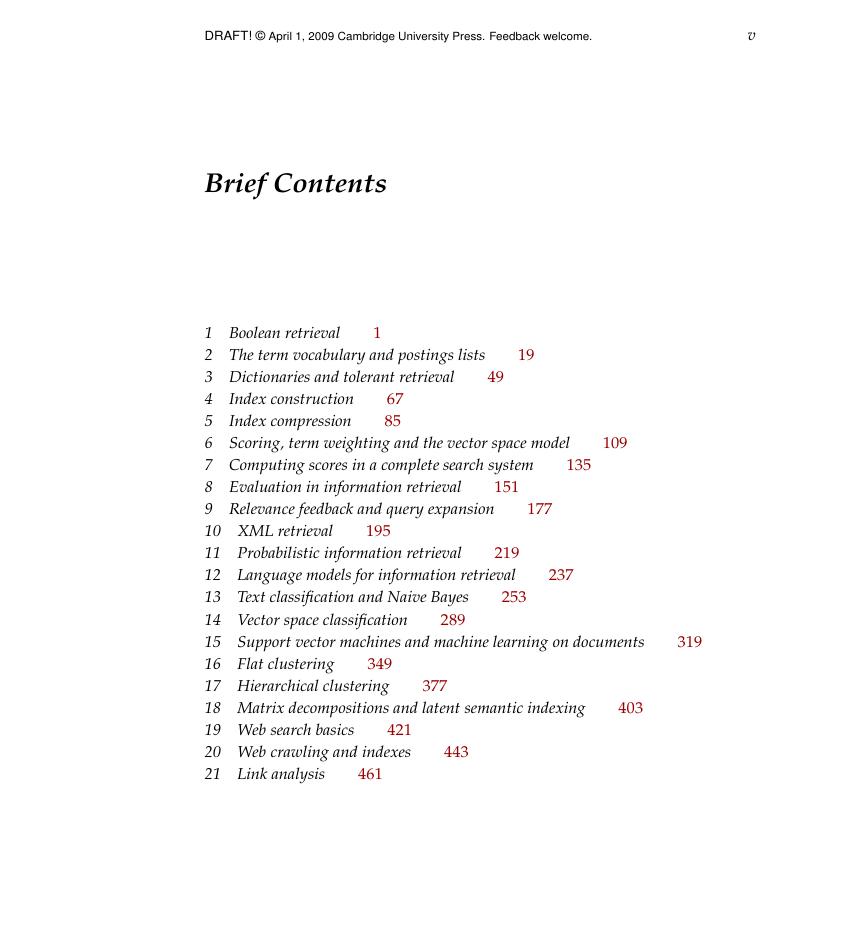 DRAFT! © April 1, 2009 Cambridge University Press. Feedback welcome. v
Brief Contents
1 Boolean retrieval 1
2 The term vocabulary and postings lists 19
3 Dictionaries and tolerant retrieval 49
4 Index construction 67
5 Index compression 85
6 Scoring, term weighting and the vector space model 109
7 Computing scores in a complete search system 135
8 Evaluation in information retrieval 151
9 Relevance feedback and query expansion 177
10 XML retrieval 195
11 Probabilistic information retrieval 219
12 Language models for information retrieval 237
13 Text classification and Naive Bayes 253
14 Vector space classification 289
15 Support vector machines and machine learning on documents 319
16 Flat clustering 349
17 Hierarchical clustering 377
18 Matrix decompositions and latent semantic indexing 403
19 Web search basics 421
20 Web crawling and indexes 443
21 Link analysis 461